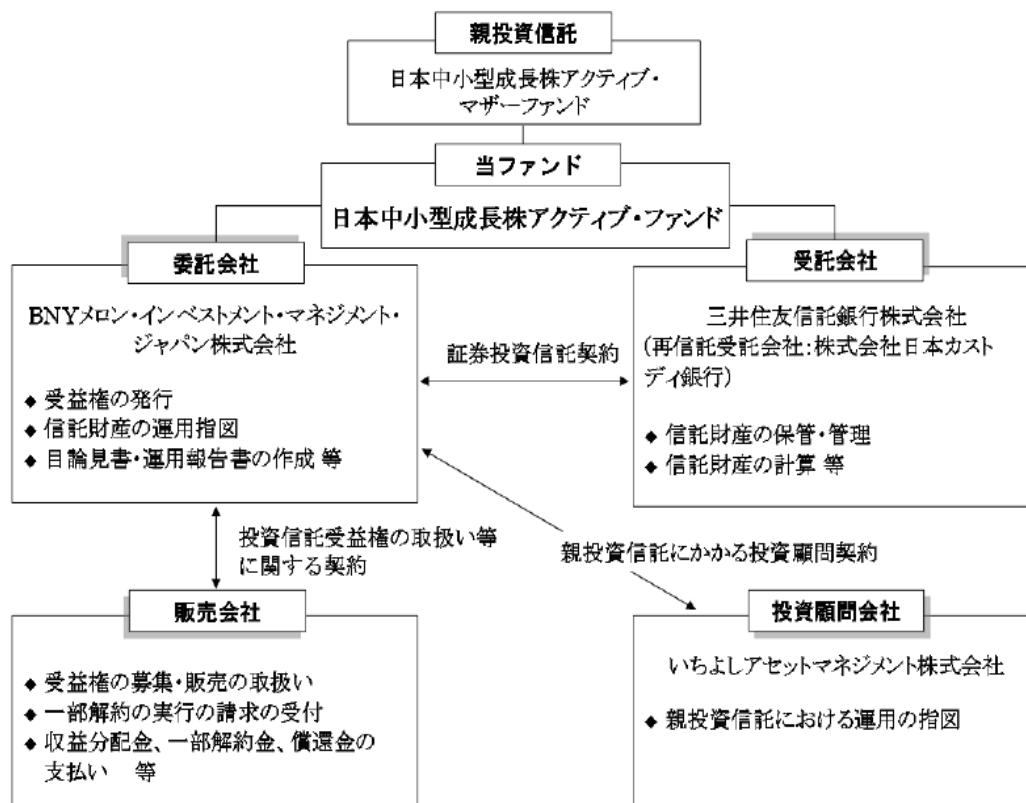 親投資信託
日本中小型成長株アクティブ・
マザーファンド
当ファンド
日本中小型成長株アクティブ・ファンド
委託会社
BNYメロン・インベストメント・マネジメント・
ジャパン株式会社
◆ 受益権の発行
◆ 信託財産の運用指図
◆ 目論見書・運用報告書の作成 等
証券投資信託契約
受託会社
三井住友信託銀行株式会社
(再信託受託会社:株式会社日本カスト
ディ銀行)
◆ 信託財産の保管・管理
◆ 信託財産の計算 等
投資信託受益権の取扱い等
に関する契約
親投資信託にかかる投資顧問契約
販売会社
◆ 受益権の募集・販売の取扱い
◆ 一部解約の実行の請求の受付
◆ 収益分配金、一部解約金、償還金の
支払い 等
投資顧問会社
いちよしアセットマネジメント株式会社
◆ 親投資信託における運用の指図